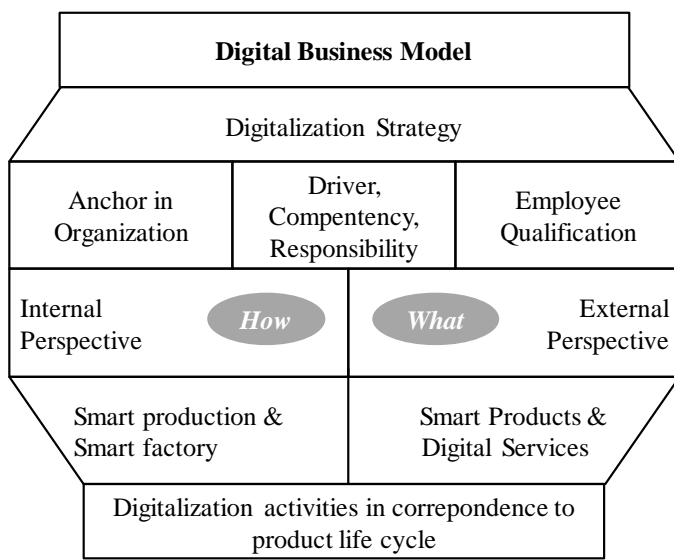 Digital Business Model
Digitalization Strategy
Anchor in
Organization
Driver,
Compentency,
Responsibility
Employee
Qualification
Internal
Perspective
How
What
External
Perspective
Smart production &
Smart factory
Smart Products &
Digital Services
Digitalization activities in correpondence to
product life cycle